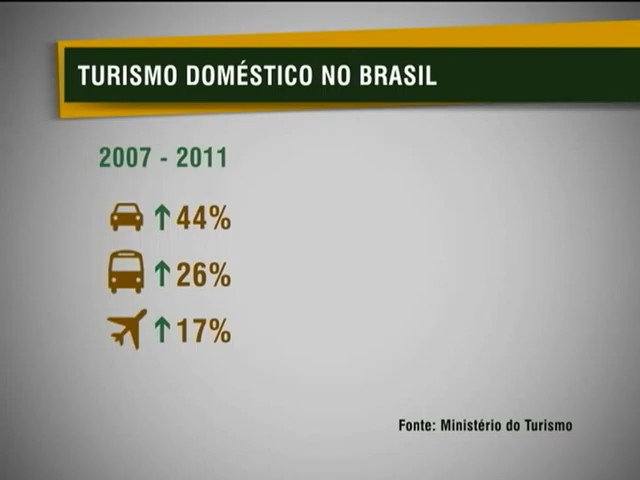 TURISMO DOMÉSTICO NO BRASIL
2007 - 2011
44%
26%
17%
Fonte: Ministério do Turismo